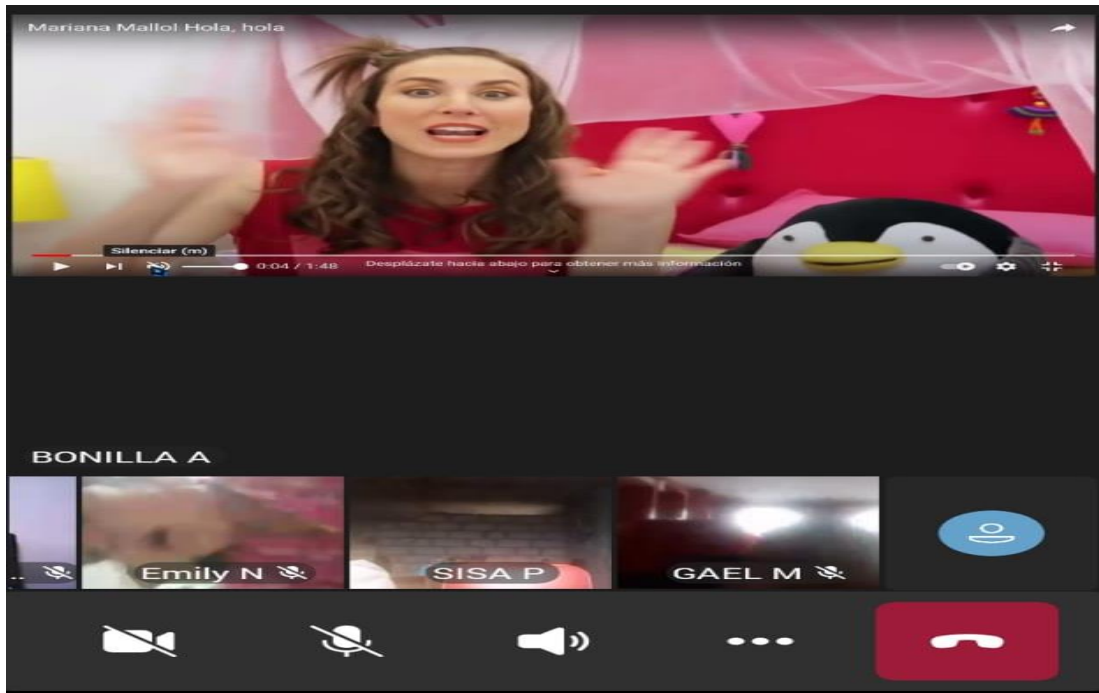 Mariana Mallol Hola, hola
Silenciar (m)
0:04 / 1:48
Desplázate hacia abajo para obtener más información
BONILLA A
.. Emily N
SISA P
GAEL M